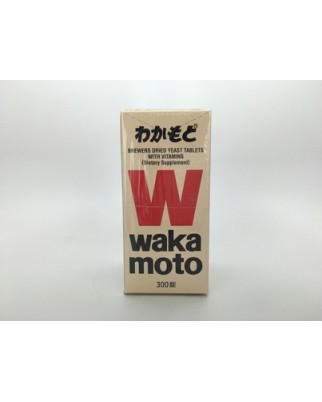 わかもと
BREWERS DRIED YEAST TABLETS
WITH VITAMINS
(Dietary Supplement)
W
waka
moto
300錠